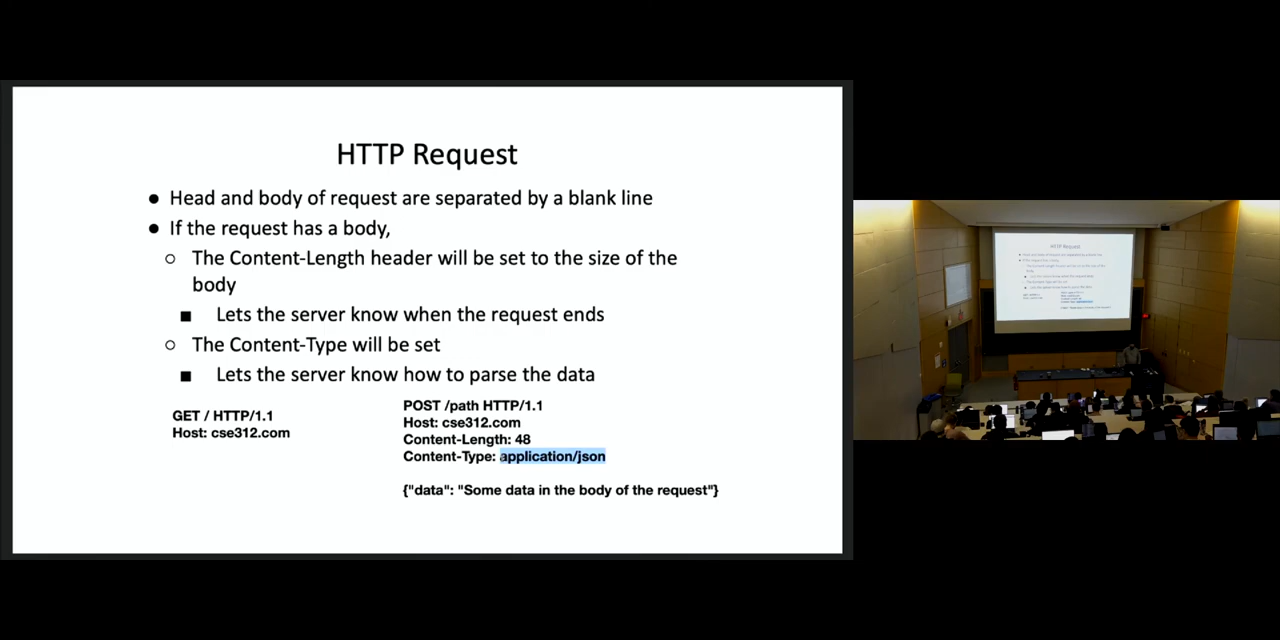 HTTP Request
● Head and body of request are separated by a blank line
● If the request has a body,
○ The Content-Length header will be set to the size of the
body
■ Lets the server know when the request ends
○ The Content-Type will be set
■ Lets the server know how to parse the data
GET / HTTP/1.1
Host: cse312.com
POST /path HTTP/1.1
Host: cse312.com
Content-Length: 48
Content-Type: application/json
{"data": "Some data in the body of the request"}
HTTP Request